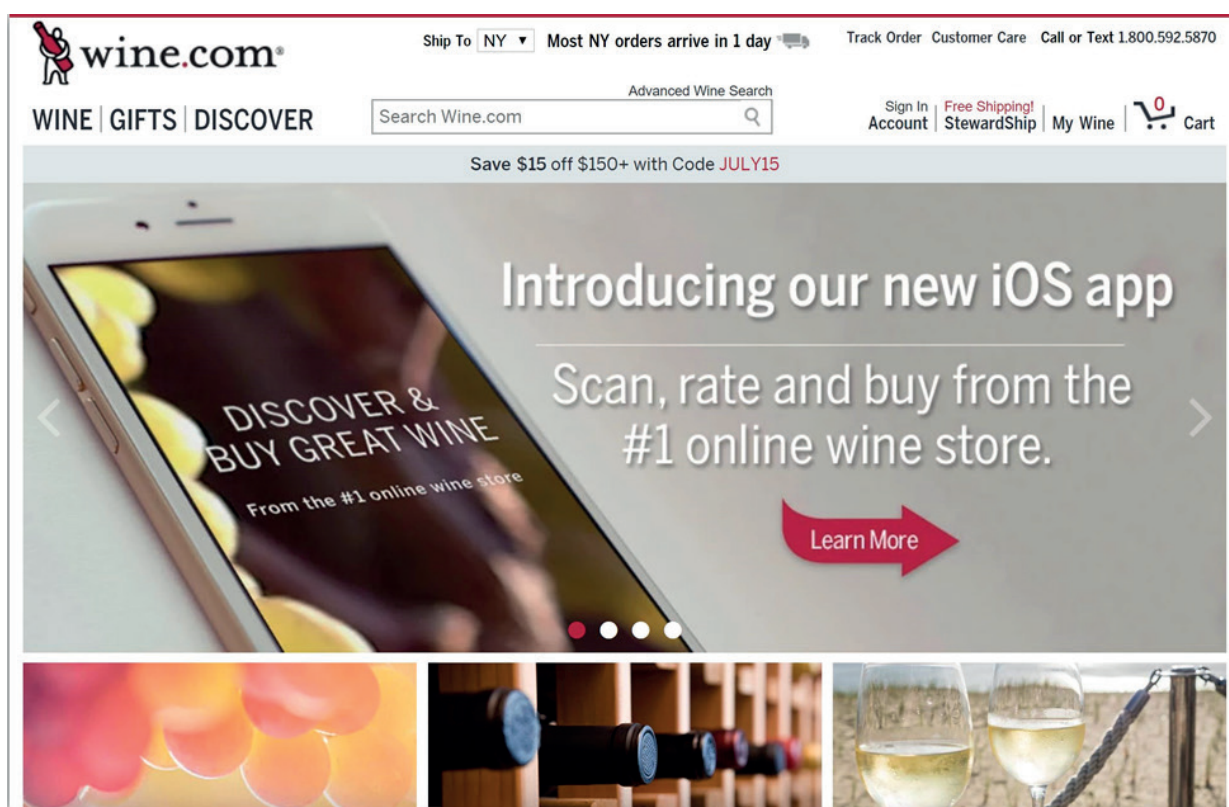 wine.com®
Ship To NY ▼ Most NY orders arrive in 1 day
Track Order Customer Care Call or Text 1.800.592.5870
WINE | GIFTS | DISCOVER
Advanced Wine Search
Search Wine.com
Sign In
Account
Free Shipping!
StewardShip
My Wine
0
Cart
Save $15 off $150+ with Code JULY15
DISCOVER &
BUY GREAT WINE
From the #1 online wine store
Introducing our new iOS app
Scan, rate and buy from the
#1 online wine store.
Learn More